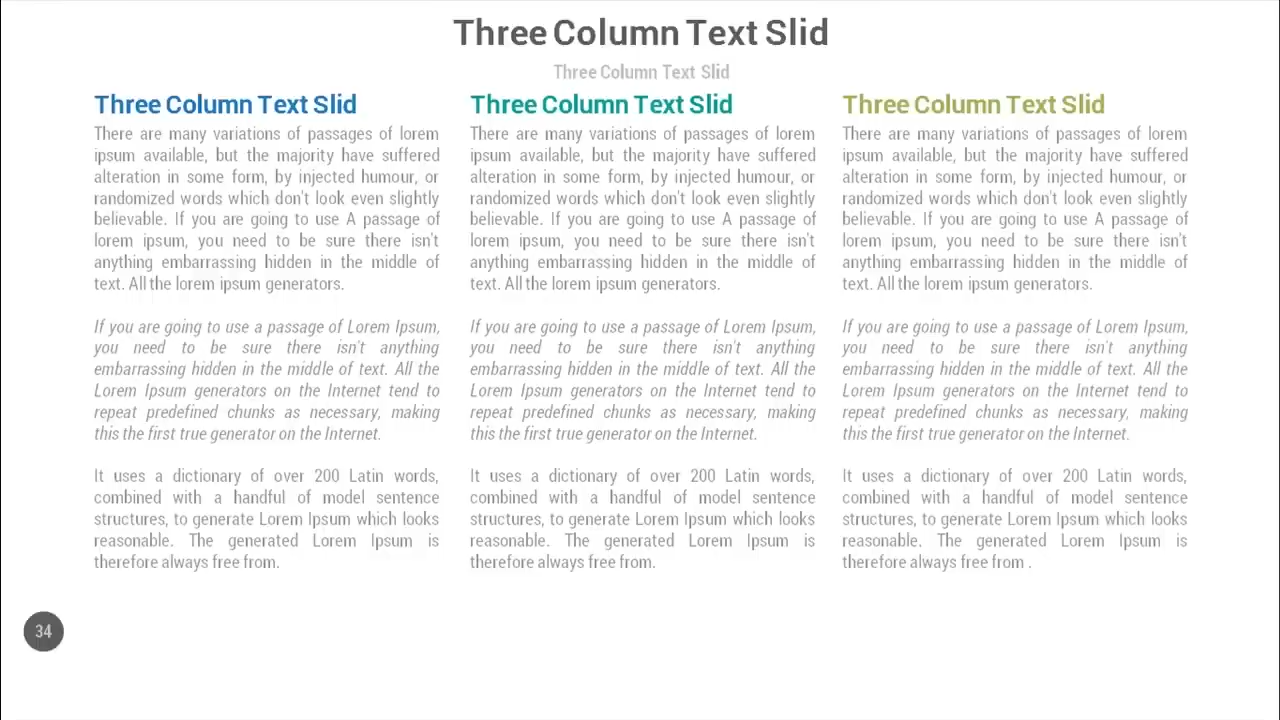 Three Column Text Slid
Three Column Text Slid
Three Column Text Slid
There are many variations of passages of lorem
ipsum available, but the majority have suffered
alteration in some form, by injected humour, or
randomized words which don't look even slightly
believable. If you are going to use A passage of
lorem ipsum, you need to be sure there isn't
anything embarrassing hidden in the middle of
text. All the lorem ipsum generators.
If you are going to use a passage of Lorem Ipsum,
you need to be sure there isn't anything
embarrassing hidden in the middle of text. All the
Lorem Ipsum generators on the Internet tend to
repeat predefined chunks as necessary, making
this the first true generator on the Internet.
It uses a dictionary of over 200 Latin words,
combined with a handful of model sentence
structures, to generate Lorem Ipsum which looks
reasonable. The generated Lorem Ipsum is
therefore always free from.
Three Column Text Slid
There are many variations of passages of lorem
ipsum available, but the majority have suffered
alteration in some form, by injected humour, or
randomized words which don't look even slightly
believable. If you are going to use A passage of
lorem ipsum, you need to be sure there isn't
anything embarrassing hidden in the middle of
text. All the lorem ipsum generators.
If you are going to use a passage of Lorem Ipsum,
you need to be sure there isn't anything
embarrassing hidden in the middle of text. All the
Lorem Ipsum generators on the Internet tend to
repeat predefined chunks as necessary, making
this the first true generator on the Internet.
It uses a dictionary of over 200 Latin words,
combined with a handful of model sentence
structures, to generate Lorem Ipsum which looks
reasonable. The generated Lorem Ipsum is
therefore always free from.
Three Column Text Slid
There are many variations of passages of lorem
ipsum available, but the majority have suffered
alteration in some form, by injected humour, or
randomized words which don't look even slightly
believable. If you are going to use A passage of
lorem ipsum, you need to be sure there isn't
anything embarrassing hidden in the middle of
text. All the lorem ipsum generators.
If you are going to use a passage of Lorem Ipsum,
you need to be sure there isn't anything
embarrassing hidden in the middle of text. All the
Lorem Ipsum generators on the Internet tend to
repeat predefined chunks as necessary, making
this the first true generator on the Internet.
It uses a dictionary of over 200 Latin words,
combined with a handful of model sentence
structures, to generate Lorem Ipsum which looks
reasonable. The generated Lorem Ipsum is
therefore always free from .
34